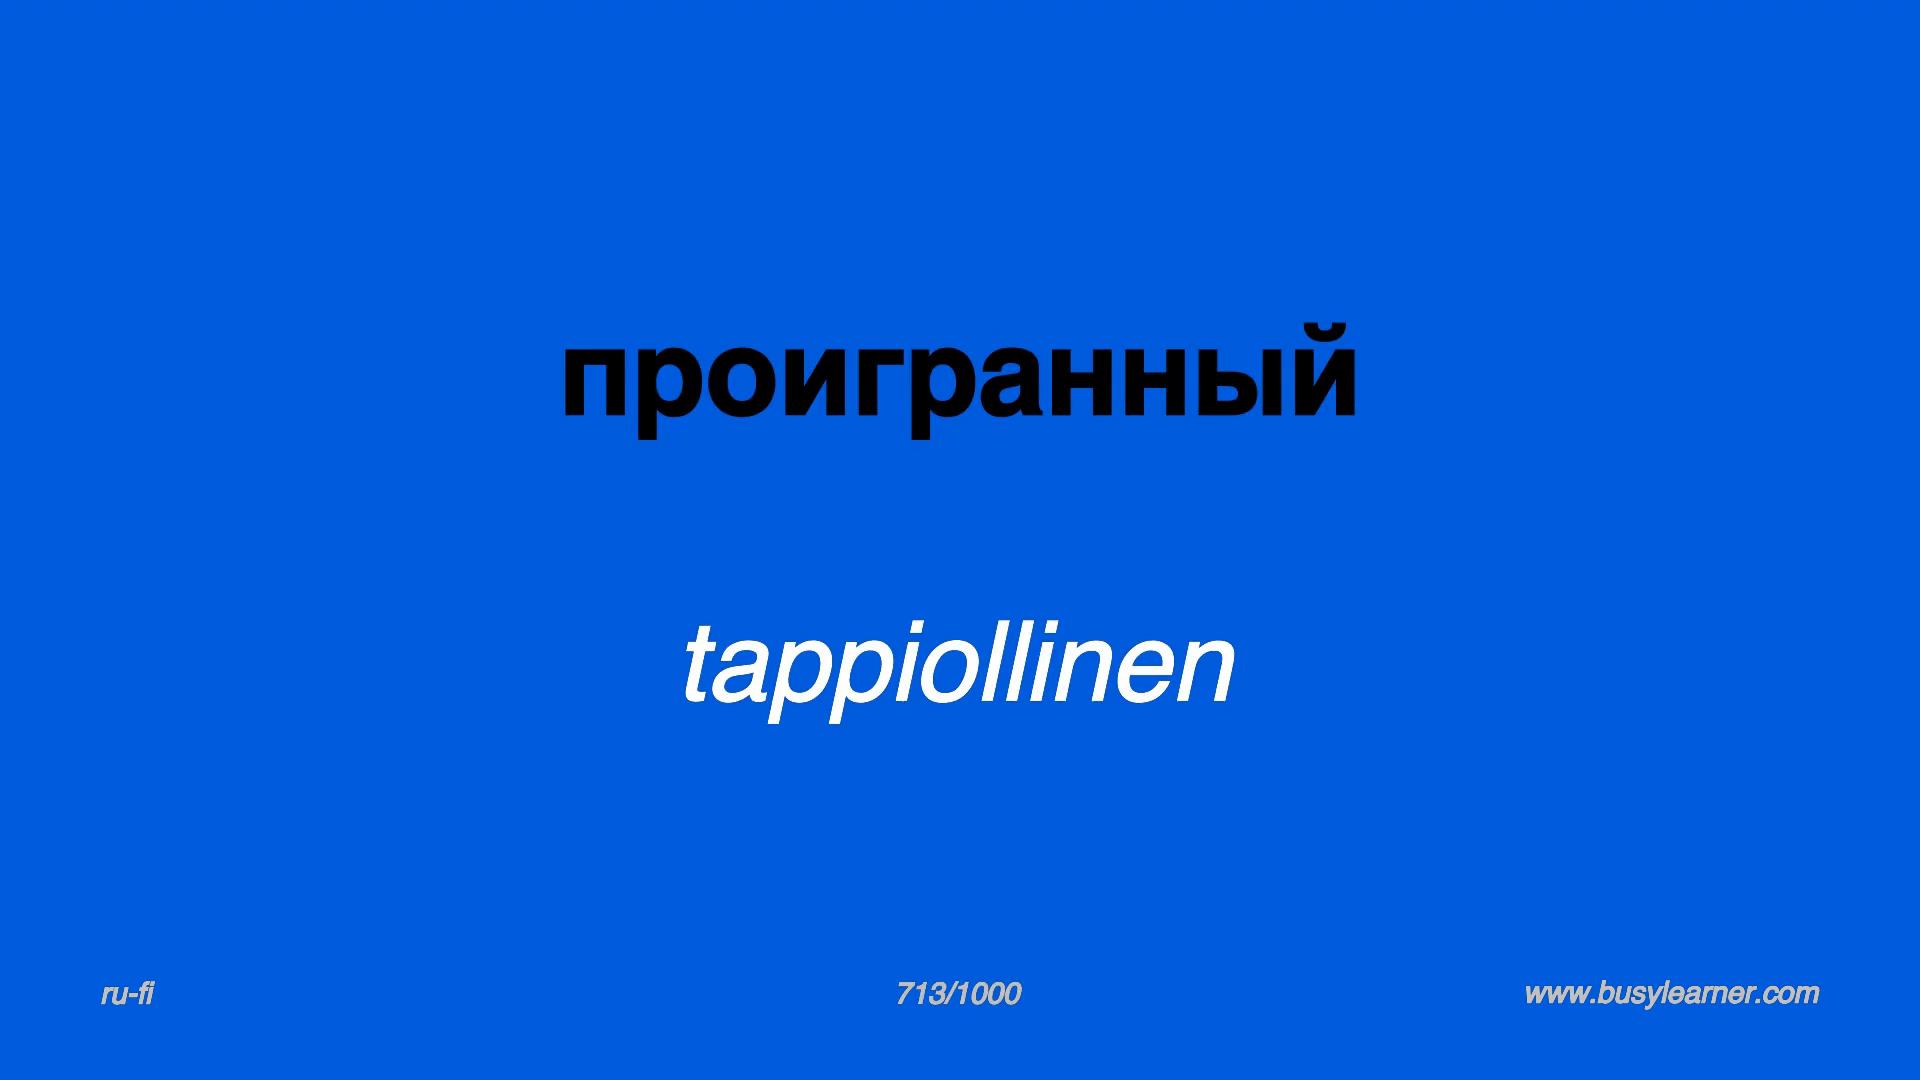 проигранный
tappiollinen
ru-fi
713/1000
www.busylearner.com